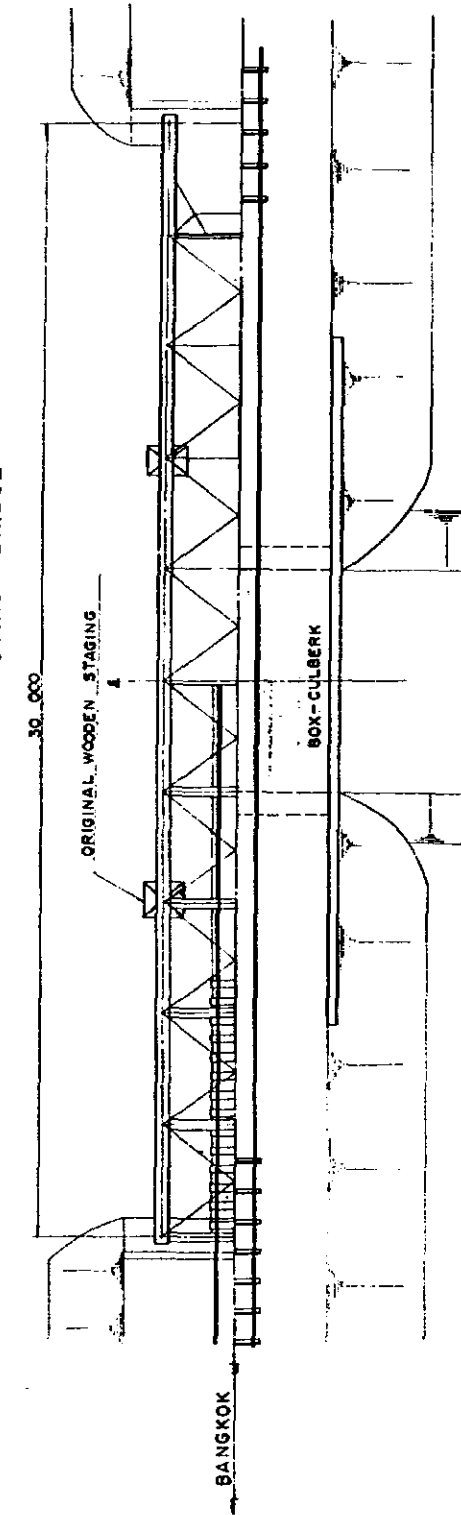 30 000
ORIGINAL WOODEN STAGING
A
BOX-CULBERK
BANGKOK